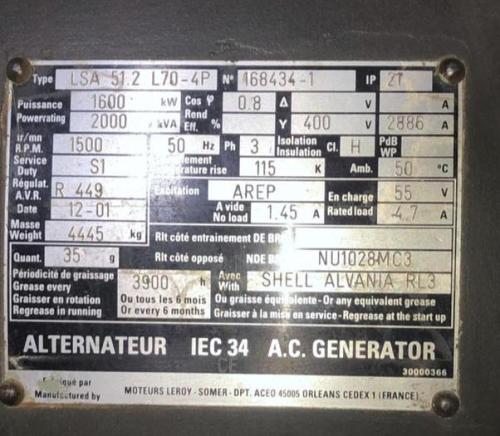 Type LSA 51.2 L70-4P N° 168434-1 IP 21
Puissance 1600 kW Cos φ 0.8 Δ V A
Powerrating 2000 kVA Rend Eff. % Y 400 V 2886 A
tr/mn R.P.M. 1500 50 Hz Ph 3 Isolation Insulation Cl. H PdB WP
Service Duty S1 temperature rise 115 K Amb. 50 °C
Régulat. A.V.R. R 449 Excitation AREP En charge 55 V
Date 12-01 A vide No load 1.45 A Rated load 4.7 A
Masse Weight 4445 kg Rlt côté entrainement DE
Quant. 35 g Rlt côté opposé NDE NU1028MC3
Périodicité de graissage
Grease every 3900 h Avec With SHELL ALVANIA RL3
Graisser en rotation Ou tous les 6 mois Ou graisse équivalente - Or any equivalent grease
Regrease in running Or every 6 months Graisser à la mise en service - Regrease at the start up
ALTERNATEUR IEC 34 A.C. GENERATOR
CE 30000366
Fabriqué par
Manufactured by MOTEURS LEROY - SOMER - DPT. ACEO 45005 ORLEANS CEDEX 1 (FRANCE)